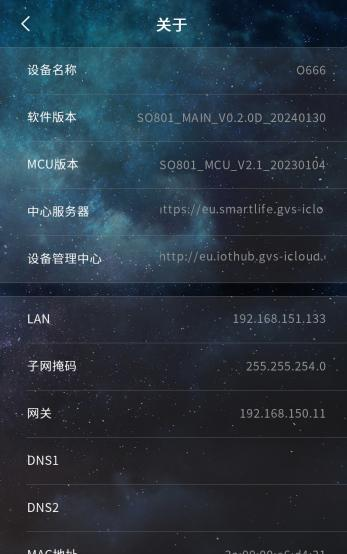 关于
设备名称 O666
软件版本 SO801_MAIN_V0.2.0D_20240130
MCU版本 SO801_MCU_V2.1_20230104
中心服务器 ttps://eu.smartlife.gvs-iclo
设备管理中心 http://eu.iothub.gvs-icloud.
LAN 192.168.151.133
子网掩码 255.255.254.0
网关 192.168.150.11
DNS1
DNS2
MAC地址